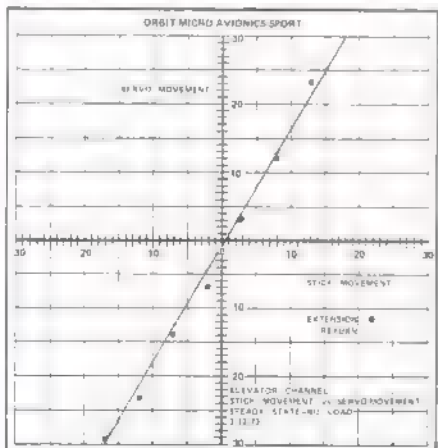 ORBIT MICRO AVIONICS SPORT
30
SERVO MOVEMENT
20
10
30 20 10 0 10 20 30
STICK MOVEMENT
10
EXTENSION
RETURN
20
ELEVATOR CHANNEL
STICK MOVEMENT vs SERVO MOVEMENT
STEADY STATE-NO LOAD
30